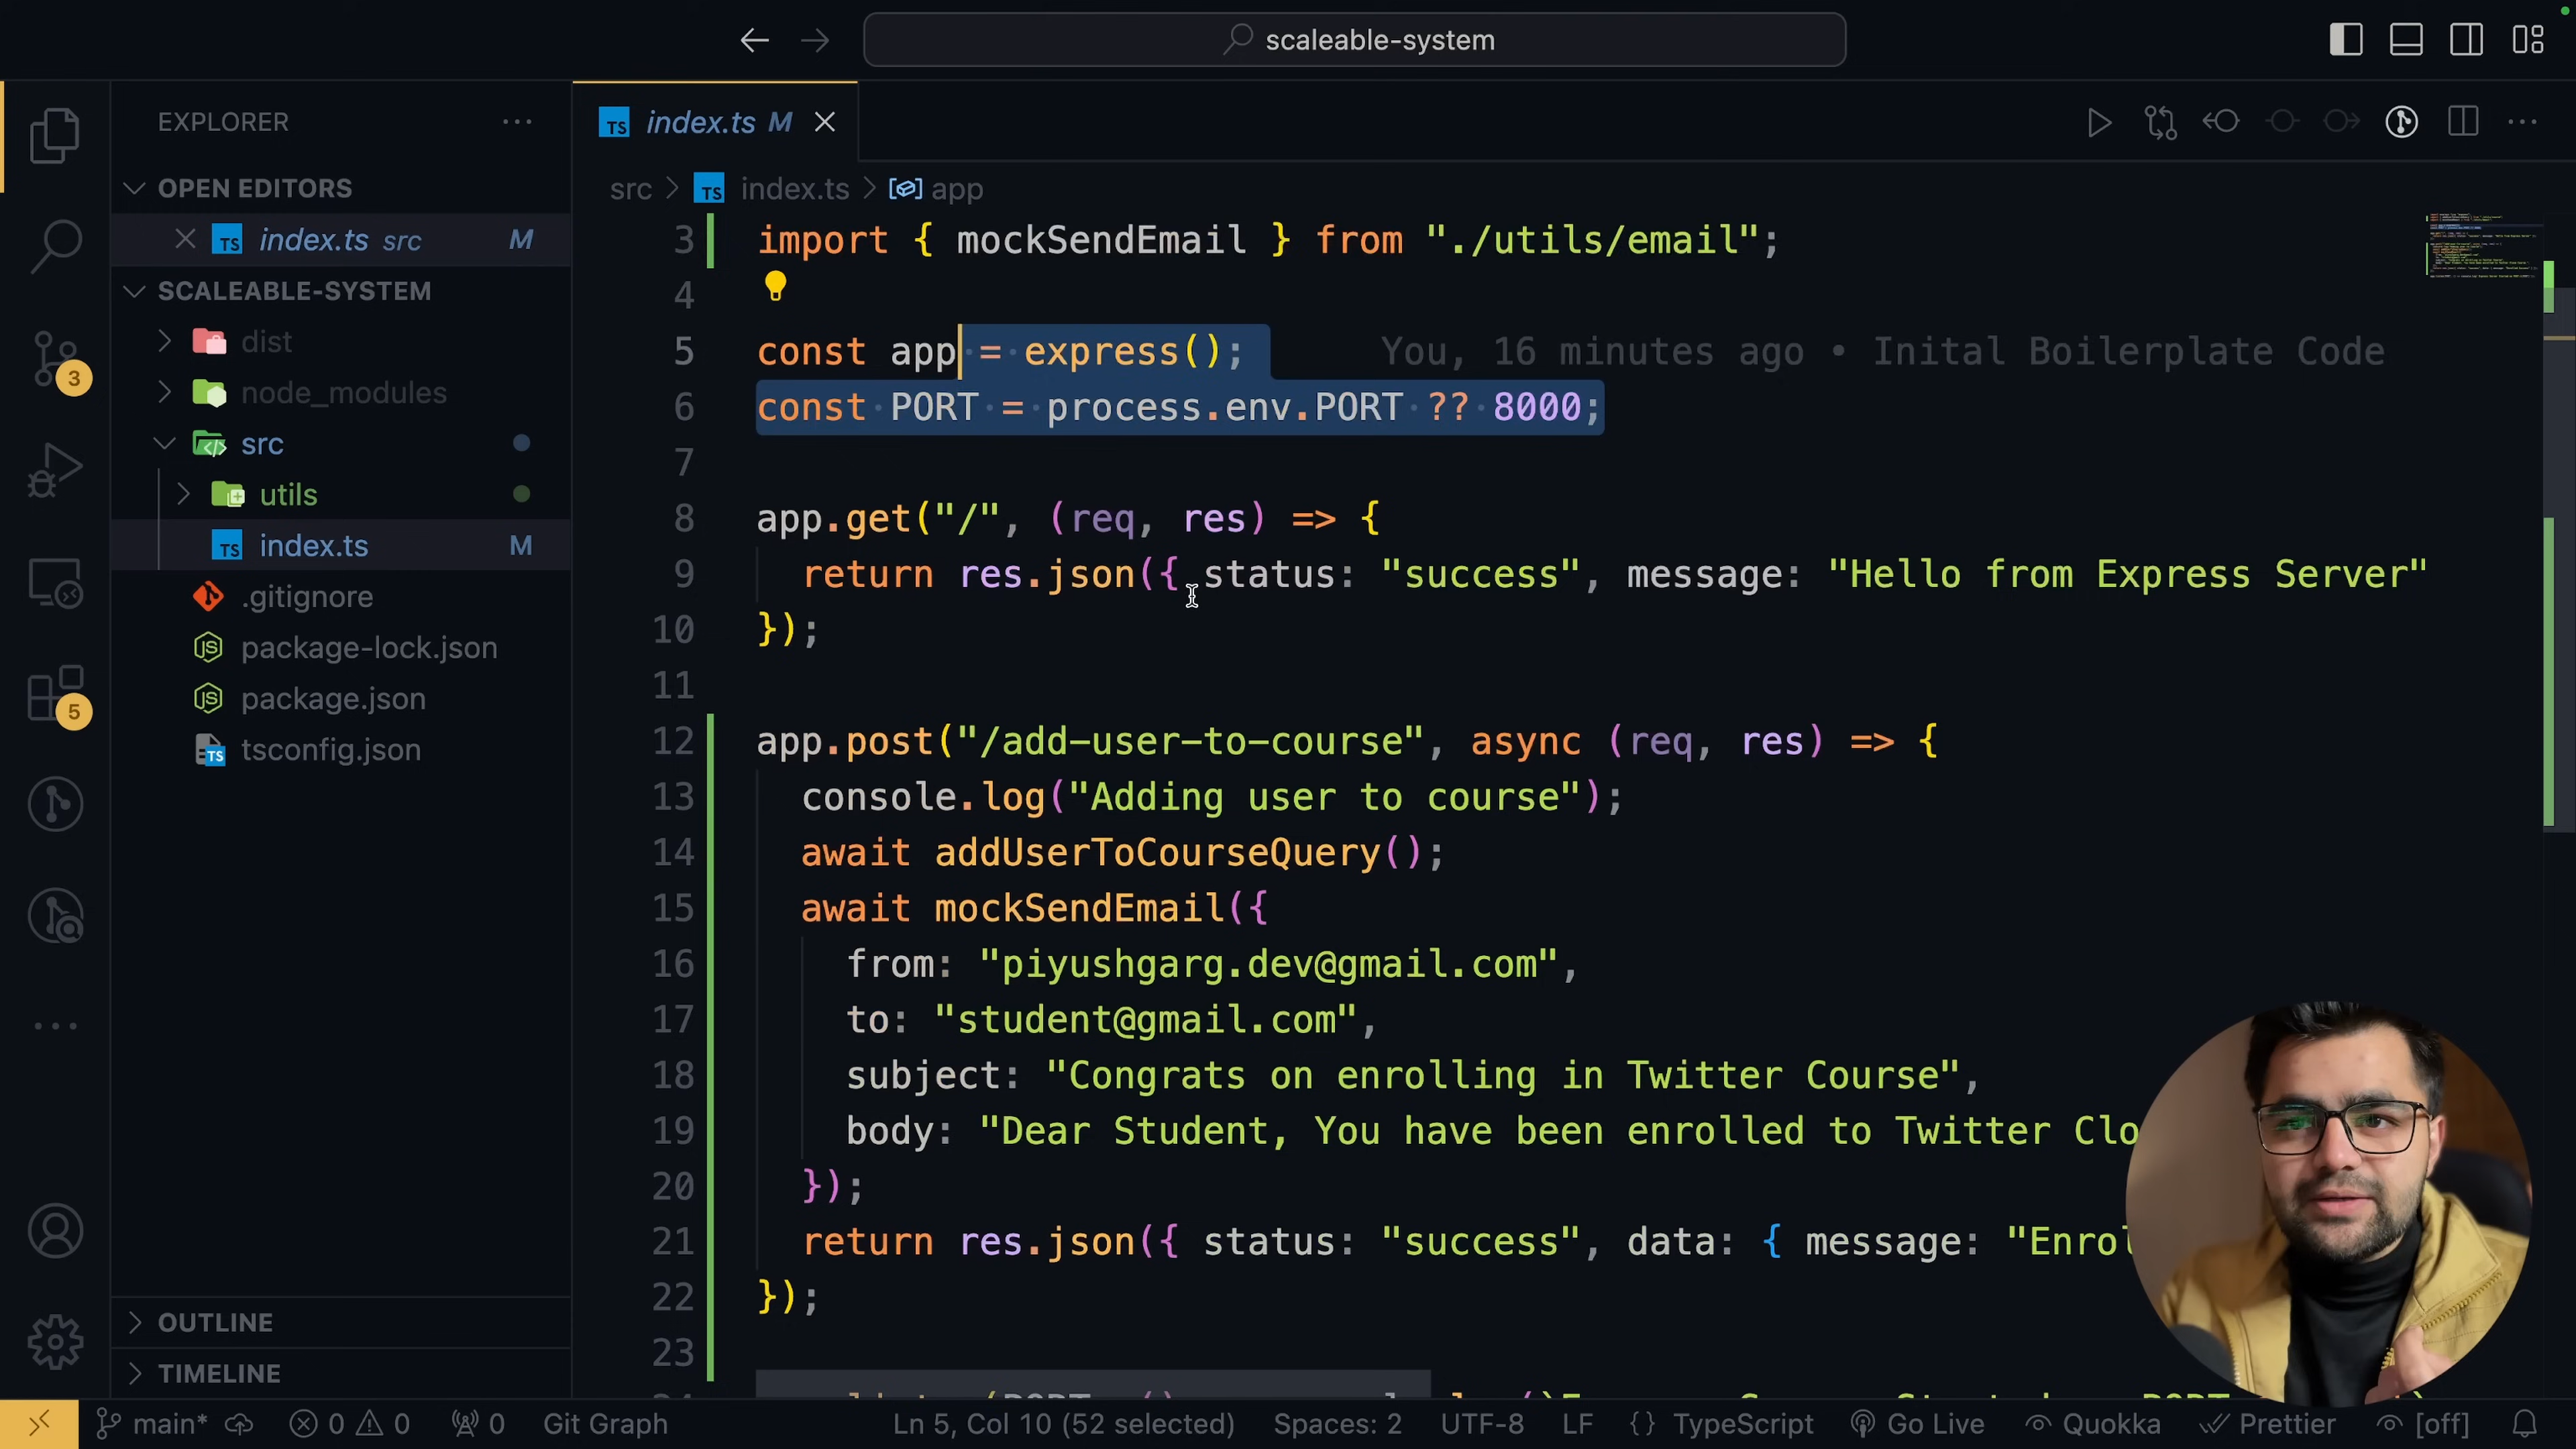 scaleable-system
EXPLORER
index.ts M
OPEN EDITORS
src > index.ts > app
index.ts src M
SCALEABLE-SYSTEM
dist
node_modules
src
utils
index.ts M
.gitignore
package-lock.json
package.json
tsconfig.json
OUTLINE
TIMELINE
3
5
3 import { mockSendEmail } from "./utils/email";
4
5 const app = express(); You, 16 minutes ago • Inital Boilerplate Code
6 const PORT = process.env.PORT ?? 8000;
7
8 app.get("/", (req, res) => {
9 return res.json({ status: "success", message: "Hello from Express Server"
10 });
11
12 app.post("/add-user-to-course", async (req, res) => {
13 console.log("Adding user to course");
14 await addUserToCourseQuery();
15 await mockSendEmail({
16 from: "piyushgarg.dev@gmail.com",
17 to: "student@gmail.com",
18 subject: "Congrats on enrolling in Twitter Course",
19 body: "Dear Student, You have been enrolled to Twitter Clo
20 });
21 return res.json({ status: "success", data: { message: "Enrol
22 });
23
main* 0 0 0 Git Graph Ln 5, Col 10 (52 selected) Spaces: 2 UTF-8 LF {} TypeScript Go Live Quokka Prettier [off]